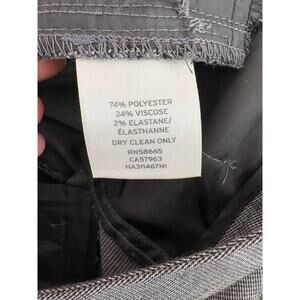 74% POLYESTER
24% VISCOSE
2% ELASTANE/
ÉLASTHANNE
DRY CLEAN ONLY
RN58665
CA57963
HA311467MI